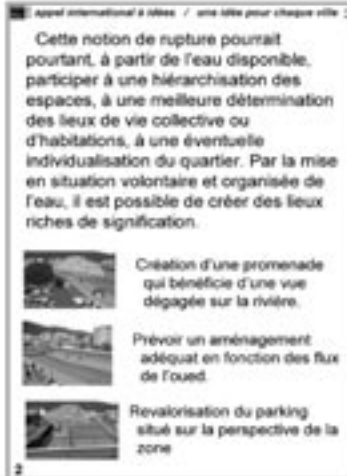 appel international à idées / une idée pour chaque ville
Cette notion de rupture pourrait
pourtant, à partir de l'eau disponible,
participer à une hiérarchisation des
espaces, à une meilleure détermination
des lieux de vie collective ou
d'habitations, à une éventuelle
individualisation du quartier. Par la mise
en situation volontaire et organisée de
l'eau, il est possible de créer des lieux
riches de signification.
Création d'une promenade
qui bénéficie d'une vue
dégagée sur la rivière.
Prévoir un aménagement
adéquat en fonction des flux
de l'oued.
Revalorisation du parking
situé sur la perspective de la
zone
2